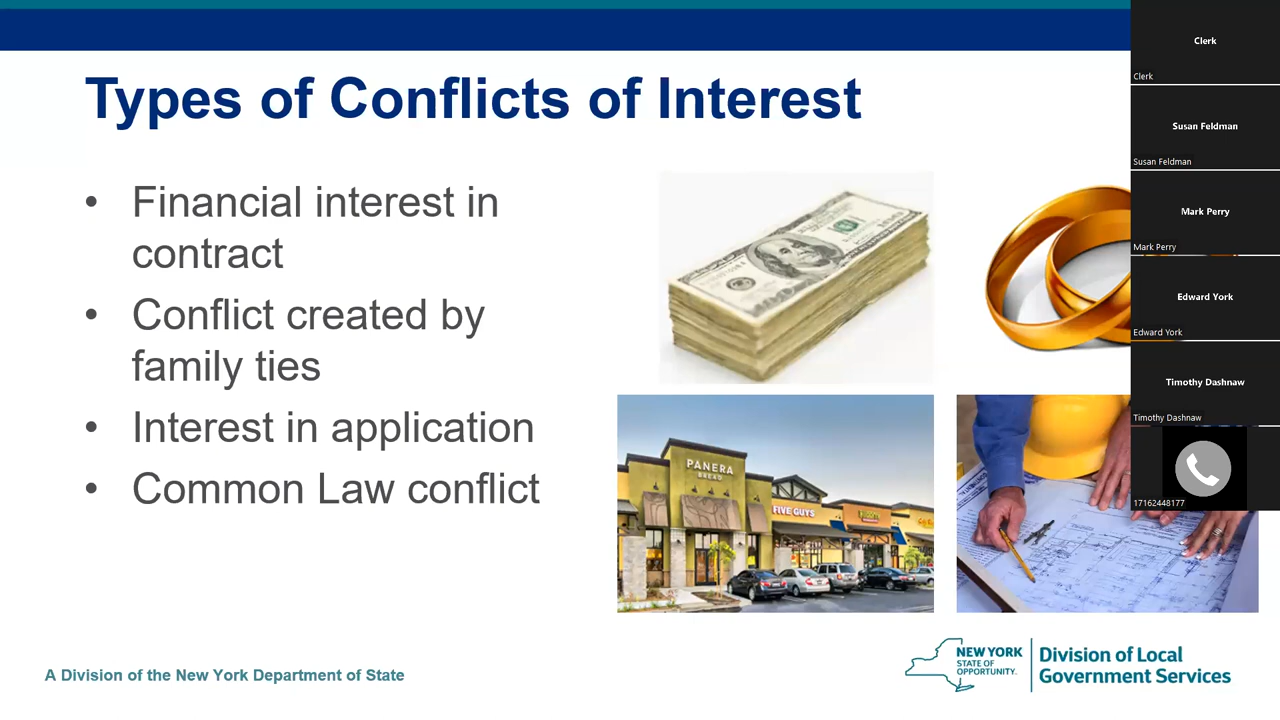 Types of Conflicts of Interest
• Financial interest in
contract
• Conflict created by
family ties
• Interest in application
• Common Law conflict
PANERA
BREAD
FIVE GUYS
A Division of the New York Department of State
NEW YORK
STATE OF
OPPORTUNITY.
Division of Local
Government Services
Clerk
Clerk
Susan Feldman
Susan Feldman
Mark Perry
Mark Perry
Edward York
Edward York
Timothy Dashnaw
Timothy Dashnaw
17162448177